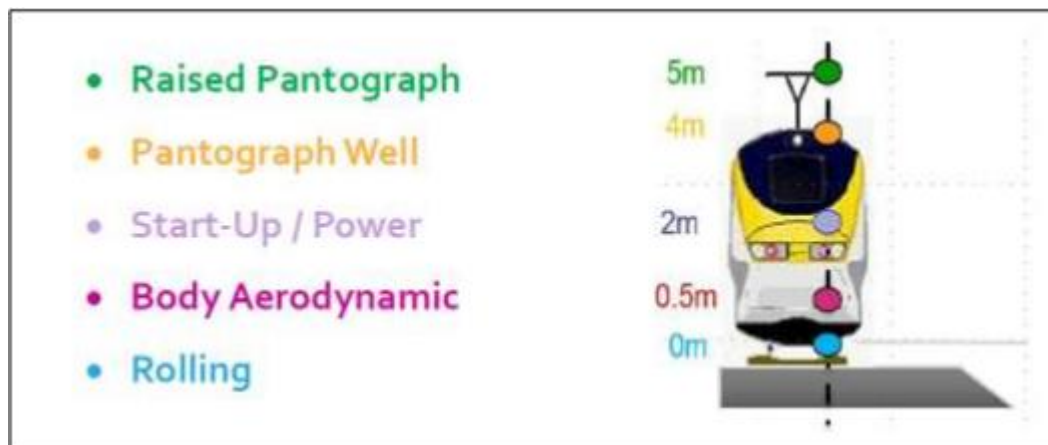 Raised Pantograph
Pantograph Well
Start-Up / Power
Body Aerodynamic
Rolling
5m
4m
2m
0.5m
0m